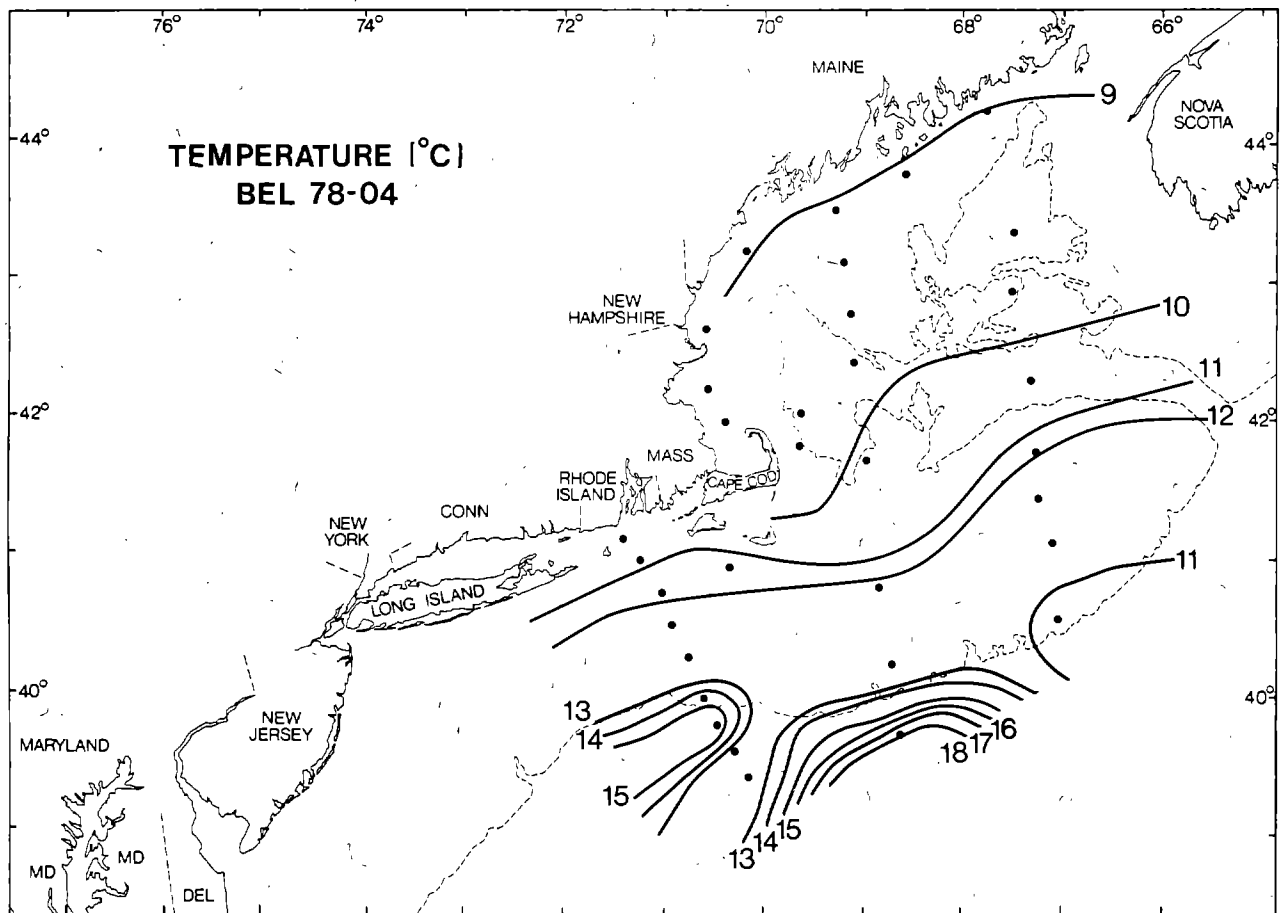 76° 74° 72° 70° 68° 66°
MAINE
9
NOVA
SCOTIA
44° 44°
TEMPERATURE (°C)
BEL 78-04
NEW
HAMPSHIRE
10
11
12
42° 42°
MASS
RHODE
ISLAND
CAPE COD
CONN
NEW
YORK
LONG ISLAND
11
40° 40°
NEW
JERSEY
13
14
15
16
17
18
MARYLAND
15
14
13
MD
MD
DEL